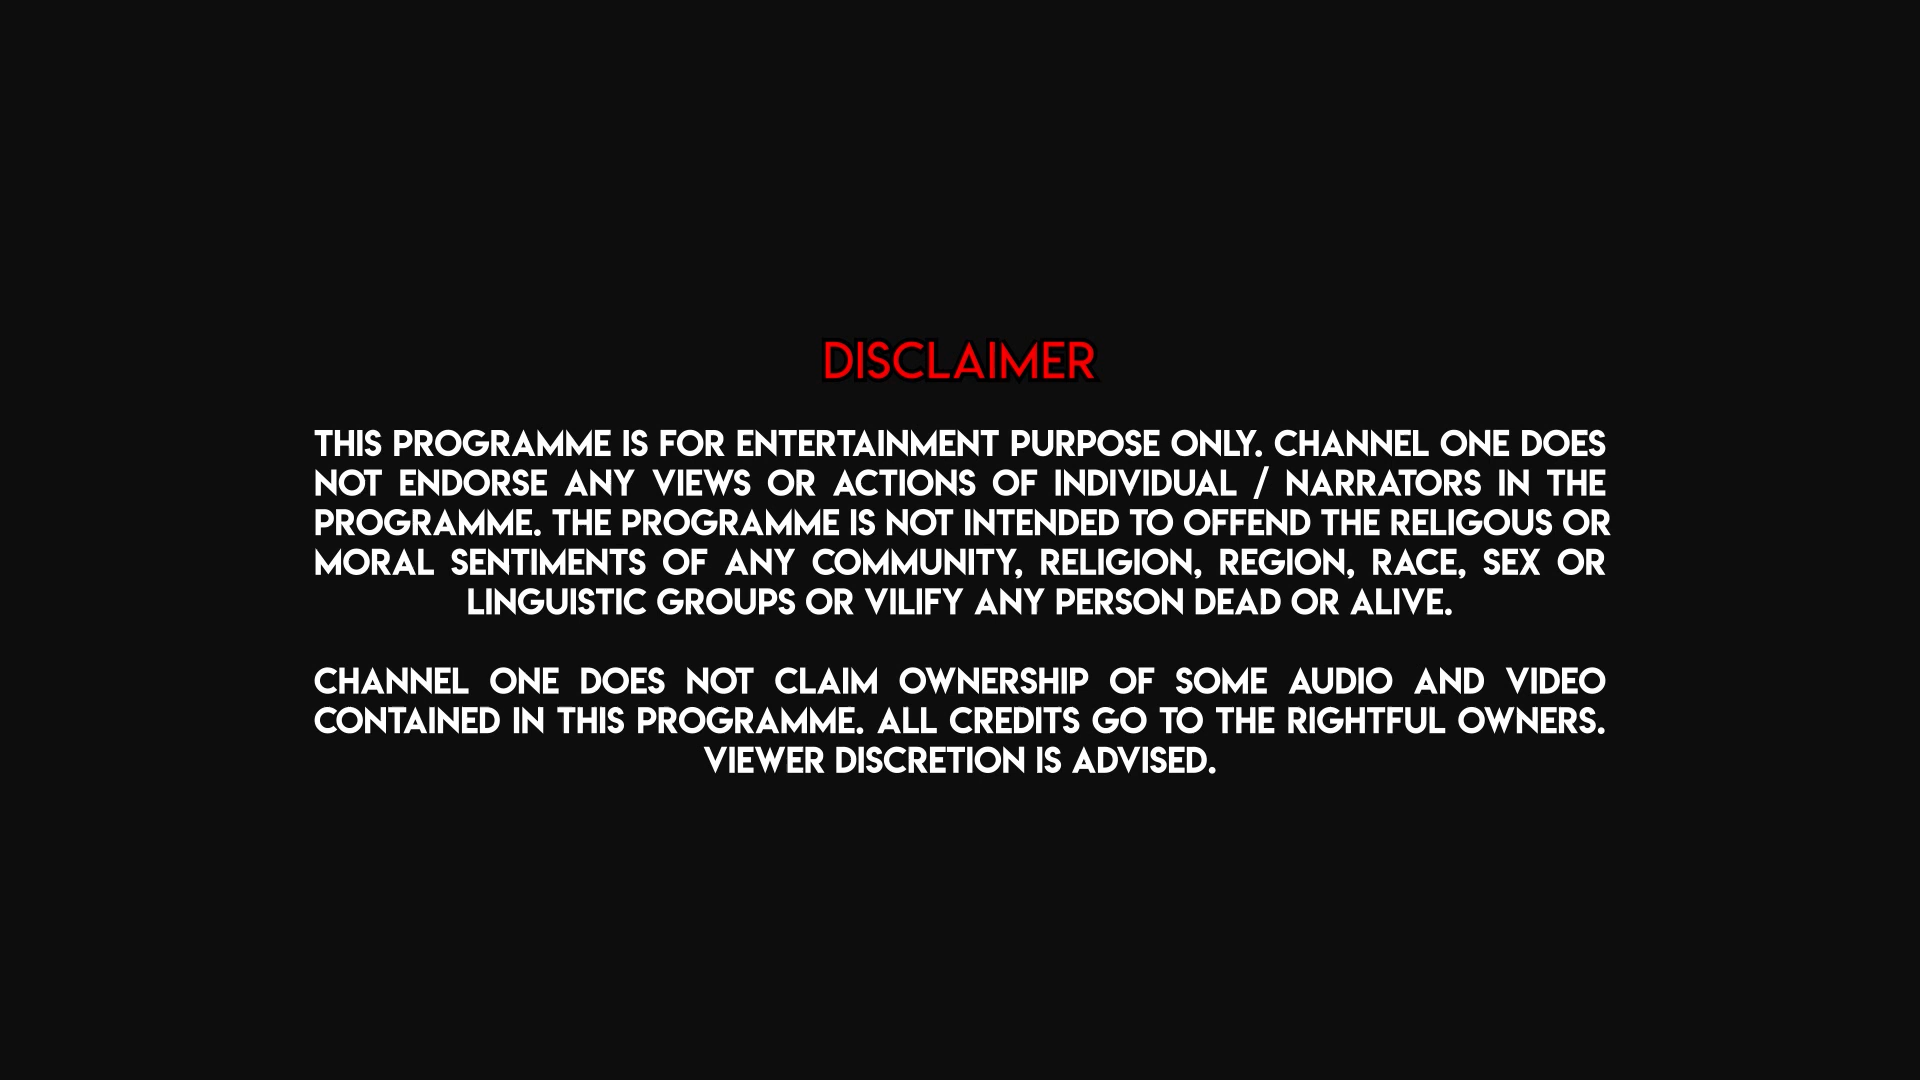 DISCLAIMER
THIS PROGRAMME IS FOR ENTERTAINMENT PURPOSE ONLY. CHANNEL ONE DOES
NOT ENDORSE ANY VIEWS OR ACTIONS OF INDIVIDUAL / NARRATORS IN THE
PROGRAMME. THE PROGRAMME IS NOT INTENDED TO OFFEND THE RELIGOUS OR
MORAL SENTIMENTS OF ANY COMMUNITY, RELIGION, REGION, RACE, SEX OR
LINGUISTIC GROUPS OR VILIFY ANY PERSON DEAD OR ALIVE.
CHANNEL ONE DOES NOT CLAIM OWNERSHIP OF SOME AUDIO AND VIDEO
CONTAINED IN THIS PROGRAMME. ALL CREDITS GO TO THE RIGHTFUL OWNERS.
VIEWER DISCRETION IS ADVISED.